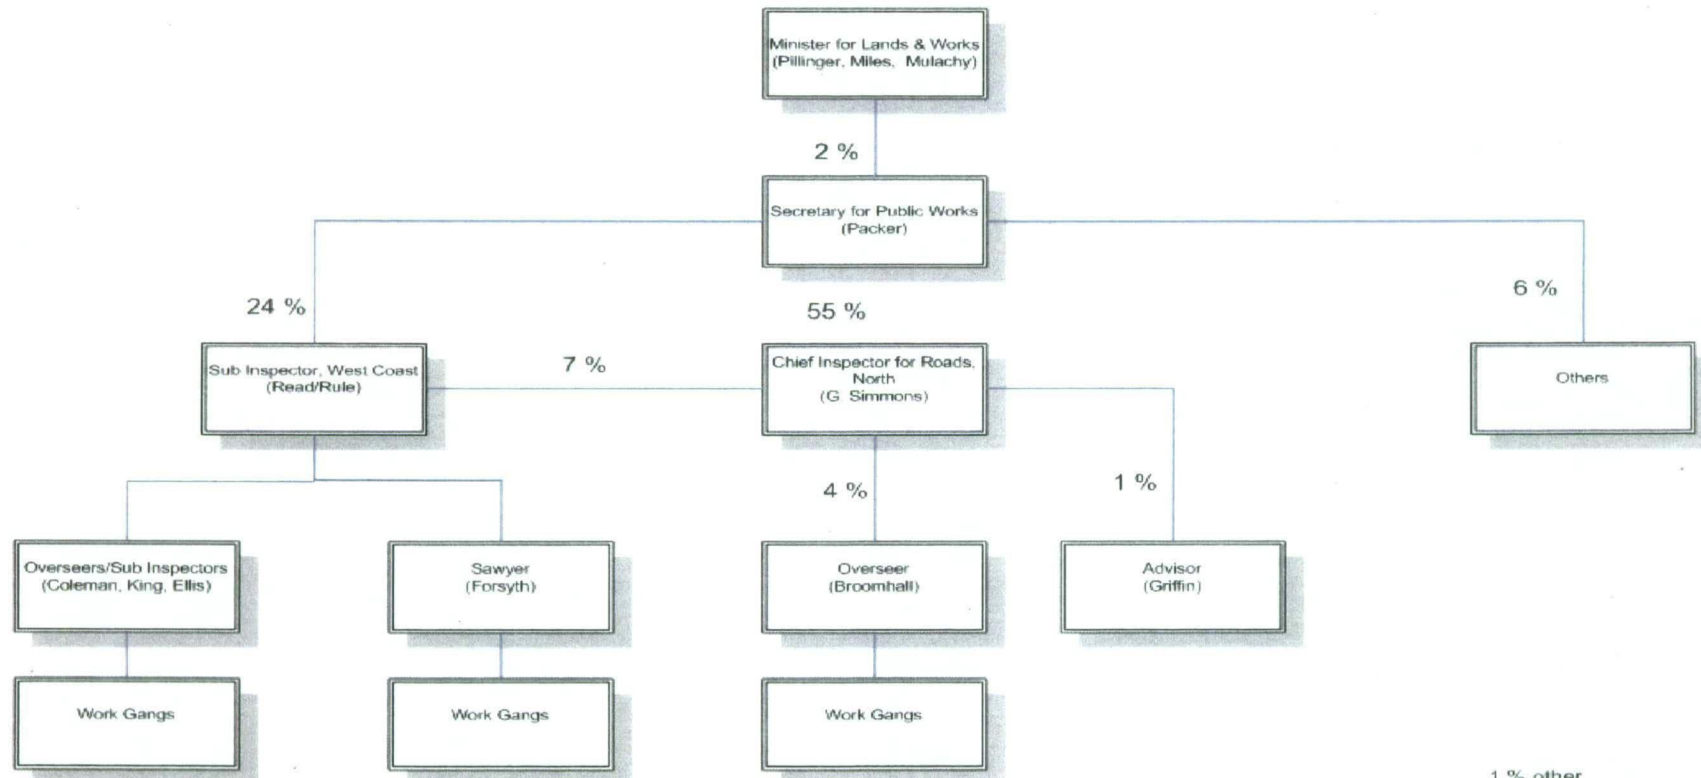 Minister for Lands & Works
(Pillinger, Miles, Mulachy)
2 %
Secretary for Public Works
(Packer)
24 %
55 %
6 %
Sub Inspector, West Coast
(Read/Rule)
7 %
Chief Inspector for Roads,
North
(G. Simmons)
Others
4 %
1 %
Overseers/Sub Inspectors
(Coleman, King, Ellis)
Sawyer
(Forsyth)
Overseer
(Broomhall)
Advisor
(Griffin)
Work Gangs
Work Gangs
Work Gangs
1 % other